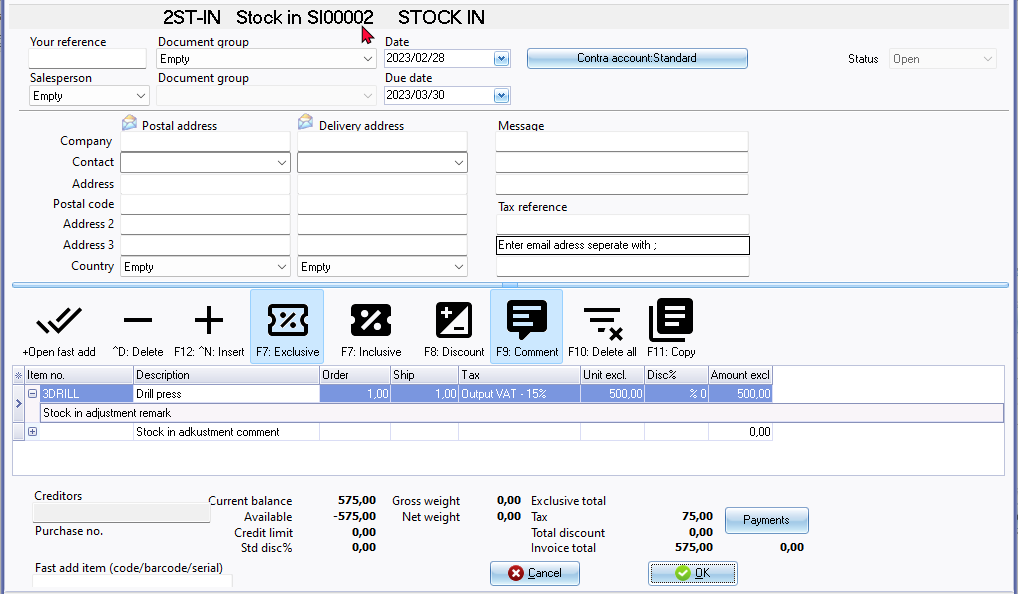 2ST-IN Stock in SI00002 STOCK IN
Your reference Document group Date
Empty 2023/02/28 Contra account:Standard Status Open
Salesperson Document group Due date
Empty 2023/03/30
Postal address Delivery address Message
Company
Contact
Address
Postal code Tax reference
Address 2
Address 3 Enter email adress seperate with ;
Country Empty Empty
+Open fast add ^D: Delete F12: ^N: Insert F7: Exclusive F7: Inclusive F8: Discount F9: Comment F10: Delete all F11: Copy
Item no. Description Order Ship Tax Unit excl. Disc% Amount excl
3DRILL Drill press 1,00 1,00 Output VAT - 15% 500,00 % 0 500,00
Stock in adjustment remark
Stock in adkustment comment 0,00
Creditors Current balance 575,00 Gross weight 0,00 Exclusive total
Available -575,00 Net weight 0,00 Tax 75,00 Payments
Purchase no. Credit limit 0,00 Total discount 0,00
Std disc% 0,00 Invoice total 575,00 0,00
Fast add item (code/barcode/serial) Cancel OK